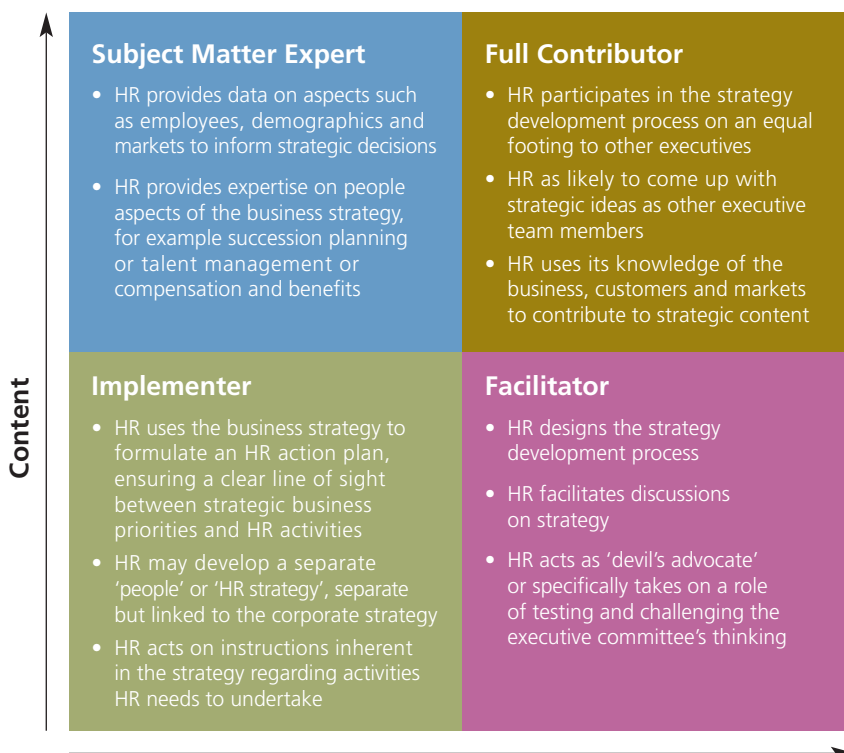 Subject Matter Expert
• HR provides data on aspects such
as employees, demographics and
markets to inform strategic decisions
• HR provides expertise on people
aspects of the business strategy,
for example succession planning
or talent management or
compensation and benefits
Full Contributor
• HR participates in the strategy
development process on an equal
footing to other executives
• HR as likely to come up with
strategic ideas as other executive
team members
• HR uses its knowledge of the
business, customers and markets
to contribute to strategic content
Content
Implementer
• HR uses the business strategy to
formulate an HR action plan,
ensuring a clear line of sight
between strategic business
priorities and HR activities
• HR may develop a separate
‘people’ or ‘HR strategy’, separate
but linked to the corporate strategy
• HR acts on instructions inherent
in the strategy regarding activities
HR needs to undertake
Facilitator
• HR designs the strategy
development process
• HR facilitates discussions
on strategy
• HR acts as ‘devil’s advocate’
or specifically takes on a role
of testing and challenging the
executive committee’s thinking